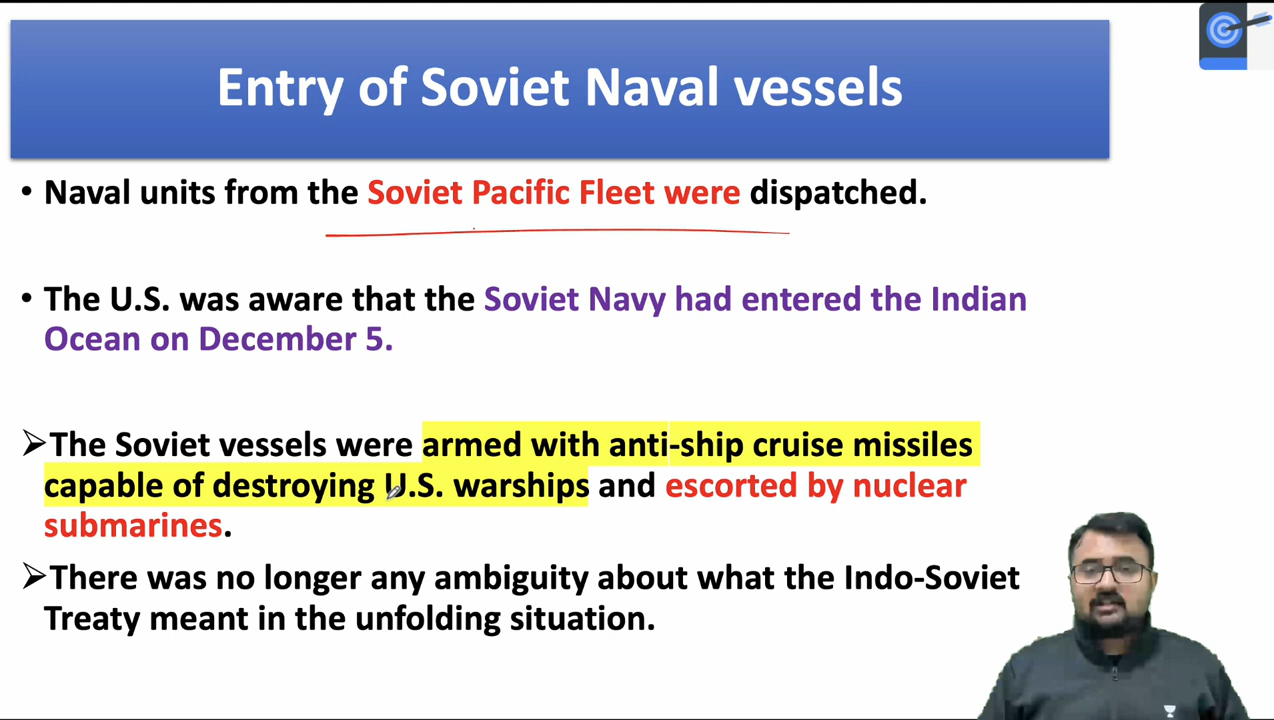 Entry of Soviet Naval vessels
• Naval units from the Soviet Pacific Fleet were dispatched.
• The U.S. was aware that the Soviet Navy had entered the Indian
Ocean on December 5.
➢The Soviet vessels were armed with anti-ship cruise missiles
capable of destroying U.S. warships and escorted by nuclear
submarines.
➢There was no longer any ambiguity about what the Indo-Soviet
Treaty meant in the unfolding situation.